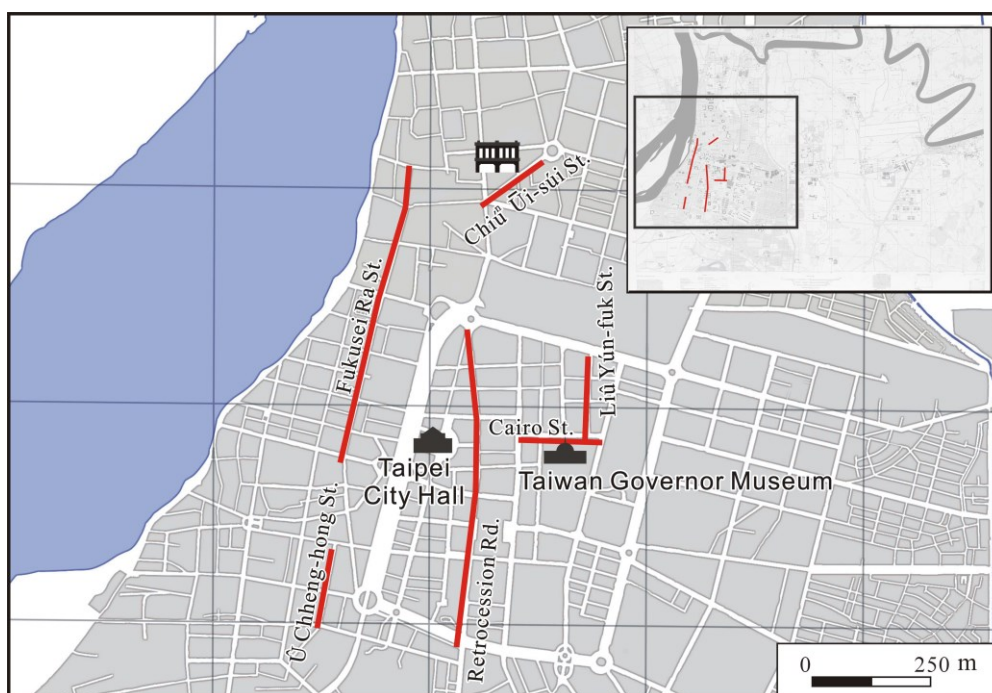 Chiuⁿ Ūi-súi St.
Fukusei Ra St.
Liû Yún-fuk St.
Cairo St.
Taipei
City Hall
Taiwan Governor Museum
Û Chheng-hong St.
Retrocession Rd.
0 250 m